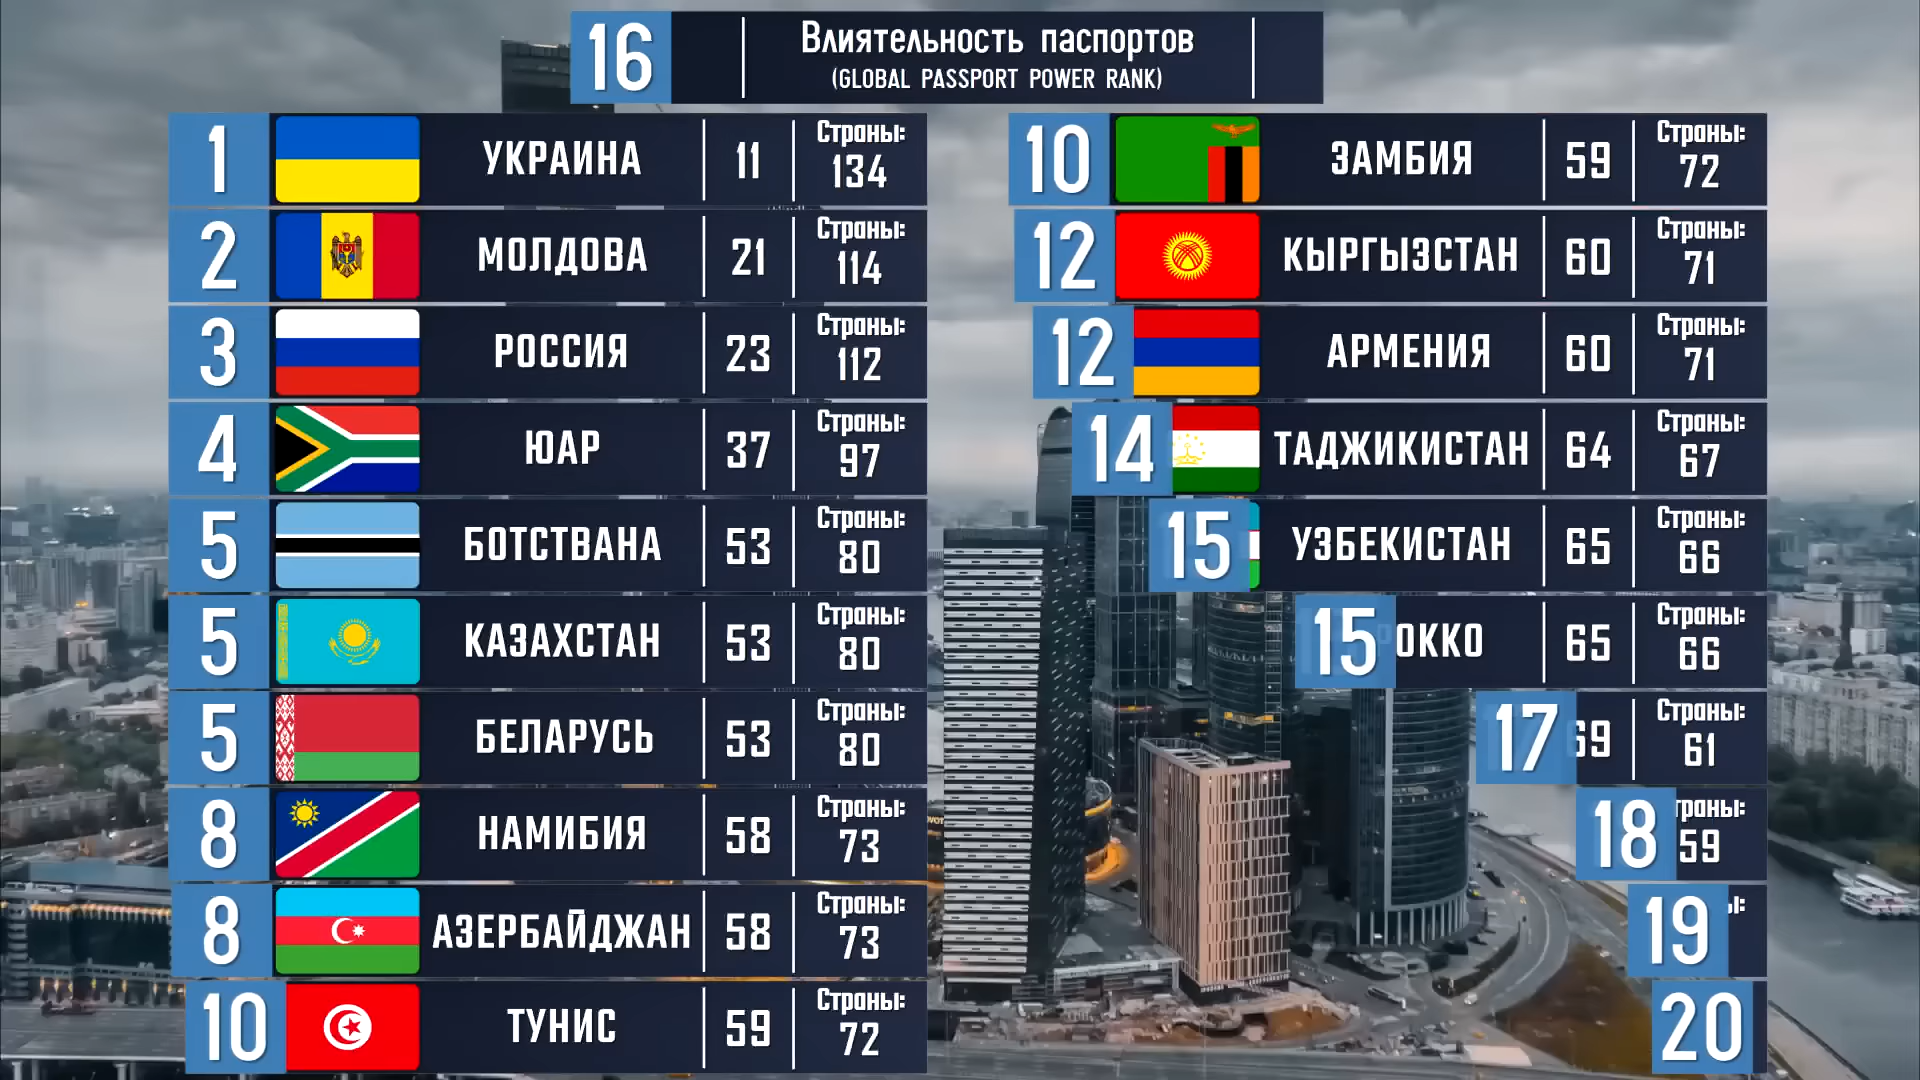 16
Влиятельность паспортов
(GLOBAL PASSPORT POWER RANK)
1 УКРАИНА 11 Страны: 134
2 МОЛДОВА 21 Страны: 114
3 РОССИЯ 23 Страны: 112
4 ЮАР 37 Страны: 97
5 БОТСТВАНА 53 Страны: 80
5 КАЗАХСТАН 53 Страны: 80
5 БЕЛАРУСЬ 53 Страны: 80
8 НАМИБИЯ 58 Страны: 73
8 АЗЕРБАЙДЖАН 58 Страны: 73
10 ТУНИС 59 Страны: 72
10 ЗАМБИЯ 59 Страны: 72
12 КЫРГЫЗСТАН 60 Страны: 71
12 АРМЕНИЯ 60 Страны: 71
14 ТАДЖИКИСТАН 64 Страны: 67
15 УЗБЕКИСТАН 65 Страны: 66
15 ОККО 65 Страны: 66
17 69 Страны: 61
18 раны: 59
19
20